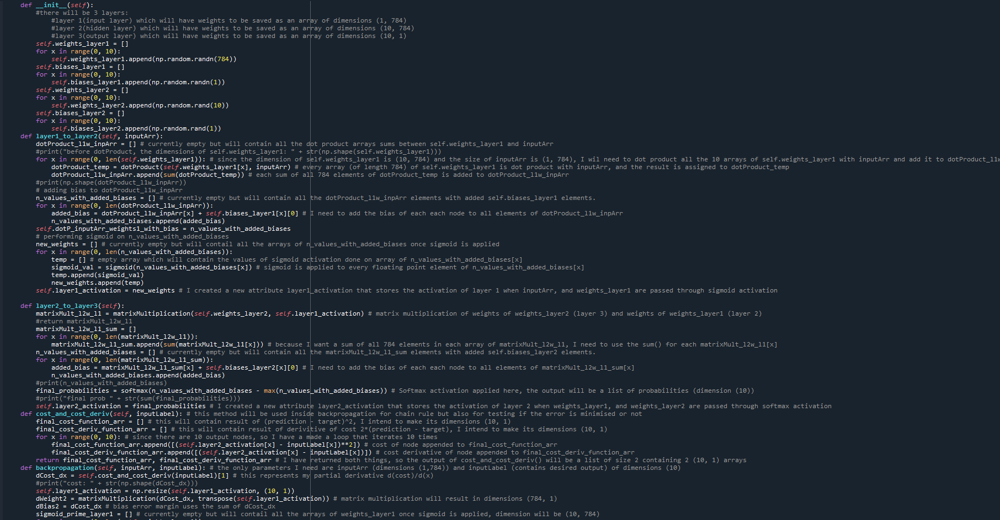 def __init__(self):
#there will be 3 layers:
#layer 1(input layer) which will have weights to be saved as an array of dimensions (1, 784)
#layer 2(hidden layer) which will have weights to be saved as an array of dimensions (10, 784)
#layer 3(output layer) which will have weights to be saved as an array of dimensions (10, 1)
self.weights_layer1 = []
for x in range(0, 10):
self.weights_layer1.append(np.random.randn(784))
self.biases_layer1 = []
for x in range(0, 10):
self.biases_layer1.append(np.random.randn(1))
self.weights_layer2 = []
for x in range(0, 10):
self.weights_layer2.append(np.random.rand(10))
self.biases_layer2 = []
for x in range(0, 10):
self.biases_layer2.append(np.random.rand(1))
def layer1_to_layer2(self, inputArr):
dotProduct_l1w_inpArr = [] # currently empty but will contain all the dot product arrays sums between self.weights_layer1 and inputArr
#print("before dotProduct, the dimensions of self.weights_layer1: " + str(np.shape(self.weights_layer1)))
for x in range(0, len(self.weights_layer1)): # since the dimension of self.weights_layer1 is (10, 784) and the size of inputArr is (1, 784), I wil need to dot product all the 10 arrays of self.weights_layer1 with inputArr and add it to dotProduct_l1w
dotProduct_temp = dotProduct(self.weights_layer1[x], inputArr) # every array (of length 784) of self.weights_layer1 is dot product with inputArr, and the result is assigned to dotProduct_temp
dotProduct_l1w_inpArr.append(sum(dotProduct_temp)) # each sum of all 784 elements of dotProduct_temp is added to dotProduct_l1w_inpArr
#print(np.shape(dotProduct_l1w_inpArr))
# adding bias to dotProduct_l1w_inpArr
n_values_with_added_biases = [] # currently empty but will contain all the dotProduct_l1w_inpArr elements with added self.biases_layer1 elements.
for x in range(0, len(dotProduct_l1w_inpArr)):
added_bias = dotProduct_l1w_inpArr[x] + self.biases_layer1[x][0] # I need to add the bias of each each node to all elements of dotProduct_l1w_inpArr
n_values_with_added_biases.append(added_bias)
self.dotP_inputArr_weights1_with_bias = n_values_with_added_biases
# performing sigmoid on n_values_with_added_biases
new_weights = [] # currently empty but will contail all the arrays of n_values_with_added_biases once sigmoid is applied
for x in range(0, len(n_values_with_added_biases)):
temp = [] # empty array which will contain the values of sigmoid activation done on array of n_values_with_added_biases[x]
sigmoid_val = sigmoid(n_values_with_added_biases[x]) # sigmoid is applied to every floating point element of n_values_with_added_biases[x]
temp.append(sigmoid_val)
new_weights.append(temp)
self.layer1_activation = new_weights # I created a new attribute layer1_activation that stores the activation of layer 1 when inputArr, and weights_layer1 are passed through sigmoid activation
def layer2_to_layer3(self):
matrixMult_l2w_l1 = matrixMultiplication(self.weights_layer2, self.layer1_activation) # matrix multiplication of weights of weights_layer2 (layer 3) and weights of weights_layer1 (layer 2)
#return matrixMult_l2w_l1
matrixMult_l2w_l1_sum = []
for x in range(0, len(matrixMult_l2w_l1)):
matrixMult_l2w_l1_sum.append(sum(matrixMult_l2w_l1[x])) # because I want a sum of all 784 elements in each array of matrixMult_l2w_l1, I need to use the sum() for each matrixMult_l2w_l1[x]
n_values_with_added_biases = [] # currently empty but will contain all the matrixMult_l2w_l1_sum elements with added self.biases_layer2 elements.
for x in range(0, len(matrixMult_l2w_l1_sum)):
added_bias = matrixMult_l2w_l1_sum[x] + self.biases_layer2[x][0] # I need to add the bias of each each node to all elements of matrixMult_l2w_l1_sum[x]
n_values_with_added_biases.append(added_bias)
#print(n_values_with_added_biases)
final_probabilities = softmax(n_values_with_added_biases - max(n_values_with_added_biases)) # Softmax activation applied here, the output will be a list of probabilities (dimension (10))
#print("final prob " + str(sum(final_probabilities)))
self.layer2_activation = final_probabilities # I created a new attribute layer2_activation that stores the activation of layer 2 when weights_layer1, and weights_layer2 are passed through softmax activation
def cost_and_cost_deriv(self, inputLabel): # this method will be used inside backpropagation for chain rule but also for testing if the error is minimised or not
final_cost_function_arr = [] # this will contain result of (prediction - target)^2, I intend to make its dimensions (10, 1)
final_cost_deriv_function_arr = [] # this will contain result of derivitive of cost 2*(prediction - target), I intend to make its dimensions (10, 1)
for x in range(0, 10): # since there are 10 output nodes, so I have a made a loop that iterates 10 times
final_cost_function_arr.append([(self.layer2_activation[x] - inputLabel[x])**2]) # cost of node appended to final_cost_function_arr
final_cost_deriv_function_arr.append([(self.layer2_activation[x] - inputLabel[x])]) # cost derivative of node appended to final_cost_deriv_function_arr
return final_cost_function_arr, final_cost_deriv_function_arr # I have returned both things, so the output of cost_and_cost_deriv() will be a list of size 2 containing 2 (10, 1) arrays
def backpropagation(self, inputArr, inputLabel): # the only parameters I need are inputArr (dimensions (1,784)) and inputLabel (contains desired output) of dimensions (10)
dCost_dx = self.cost_and_cost_deriv(inputLabel)[1] # this represents my partial derivative d(cost)/d(x)
#print("cost: " + str(np.shape(dCost_dx)))
self.layer1_activation = np.resize(self.layer1_activation, (10, 1))
dWeight2 = matrixMultiplication(dCost_dx, transpose(self.layer1_activation)) # matrix multiplication will result in dimensions (784, 1)
dBias2 = dCost_dx # bias error margin uses the sum of dCost_dx
sigmoid_prime_layer1 = [] # currently empty but will contail all the arrays of weights_layer1 once sigmoid is applied, dimension will be (10, 784)